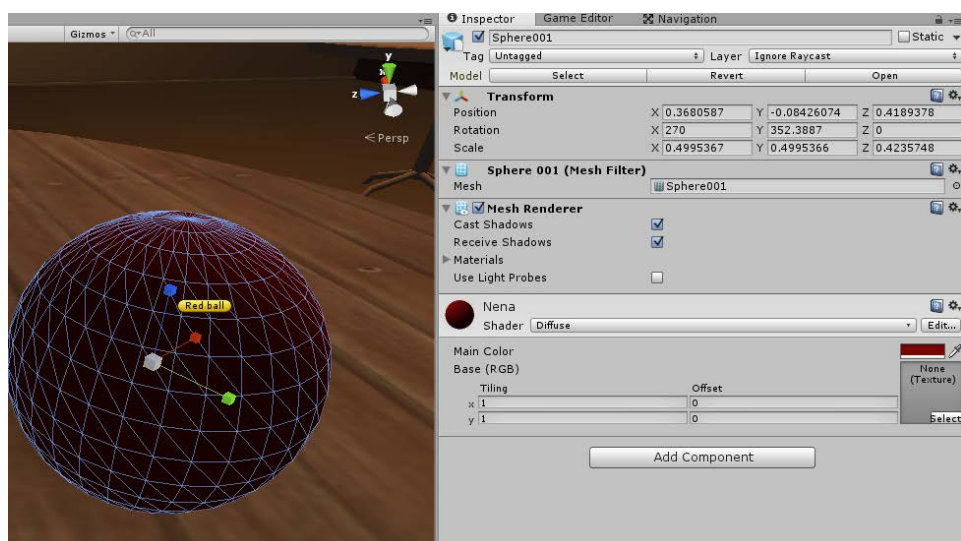 Gizmos
All
y
x
z
Persp
Red ball
Inspector Game Editor Navigation
Sphere001 Static
Tag Untagged Layer Ignore Raycast
Model Select Revert Open
Transform
Position X 0.3680587 Y -0.08426074 Z 0.4189378
Rotation X 270 Y 352.3887 Z 0
Scale X 0.4995367 Y 0.4995366 Z 0.4235748
Sphere 001 (Mesh Filter)
Mesh Sphere001
Mesh Renderer
Cast Shadows
Receive Shadows
Materials
Use Light Probes
Nena
Shader Diffuse Edit...
Main Color
Base (RGB) None
(Texture)
Tiling Offset
x 1 0
y 1 0 Select
Add Component